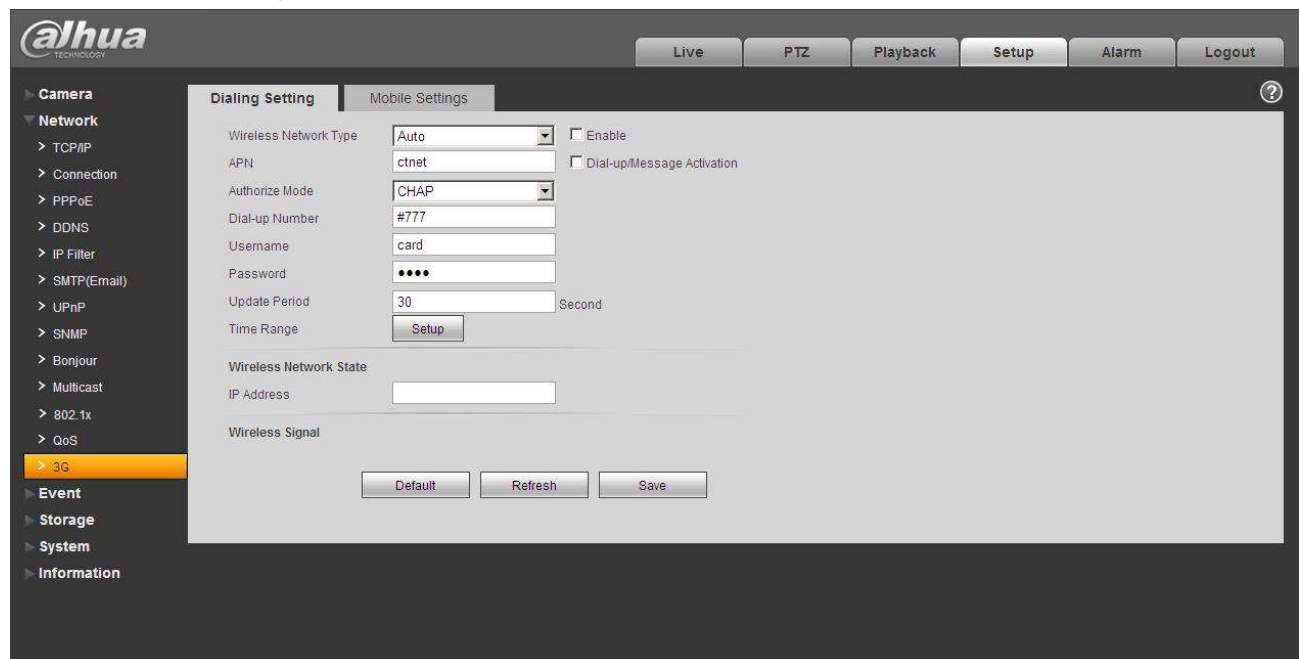 alhua
TECHNOLOGY
Live PTZ Playback Setup Alarm Logout
Camera
Network
> TCP/IP
> Connection
> PPPoE
> DDNS
> IP Filter
> SMTP(Email)
> UPnP
> SNMP
> Bonjour
> Multicast
> 802.1x
> QoS
> 3G
Event
Storage
System
Information
Dialing Setting Mobile Settings
?
Wireless Network Type Auto Enable
APN ctnet Dial-up/Message Activation
Authorize Mode CHAP
Dial-up Number #777
Username card
Password ••••
Update Period 30 Second
Time Range Setup
Wireless Network State
IP Address
Wireless Signal
Default Refresh Save